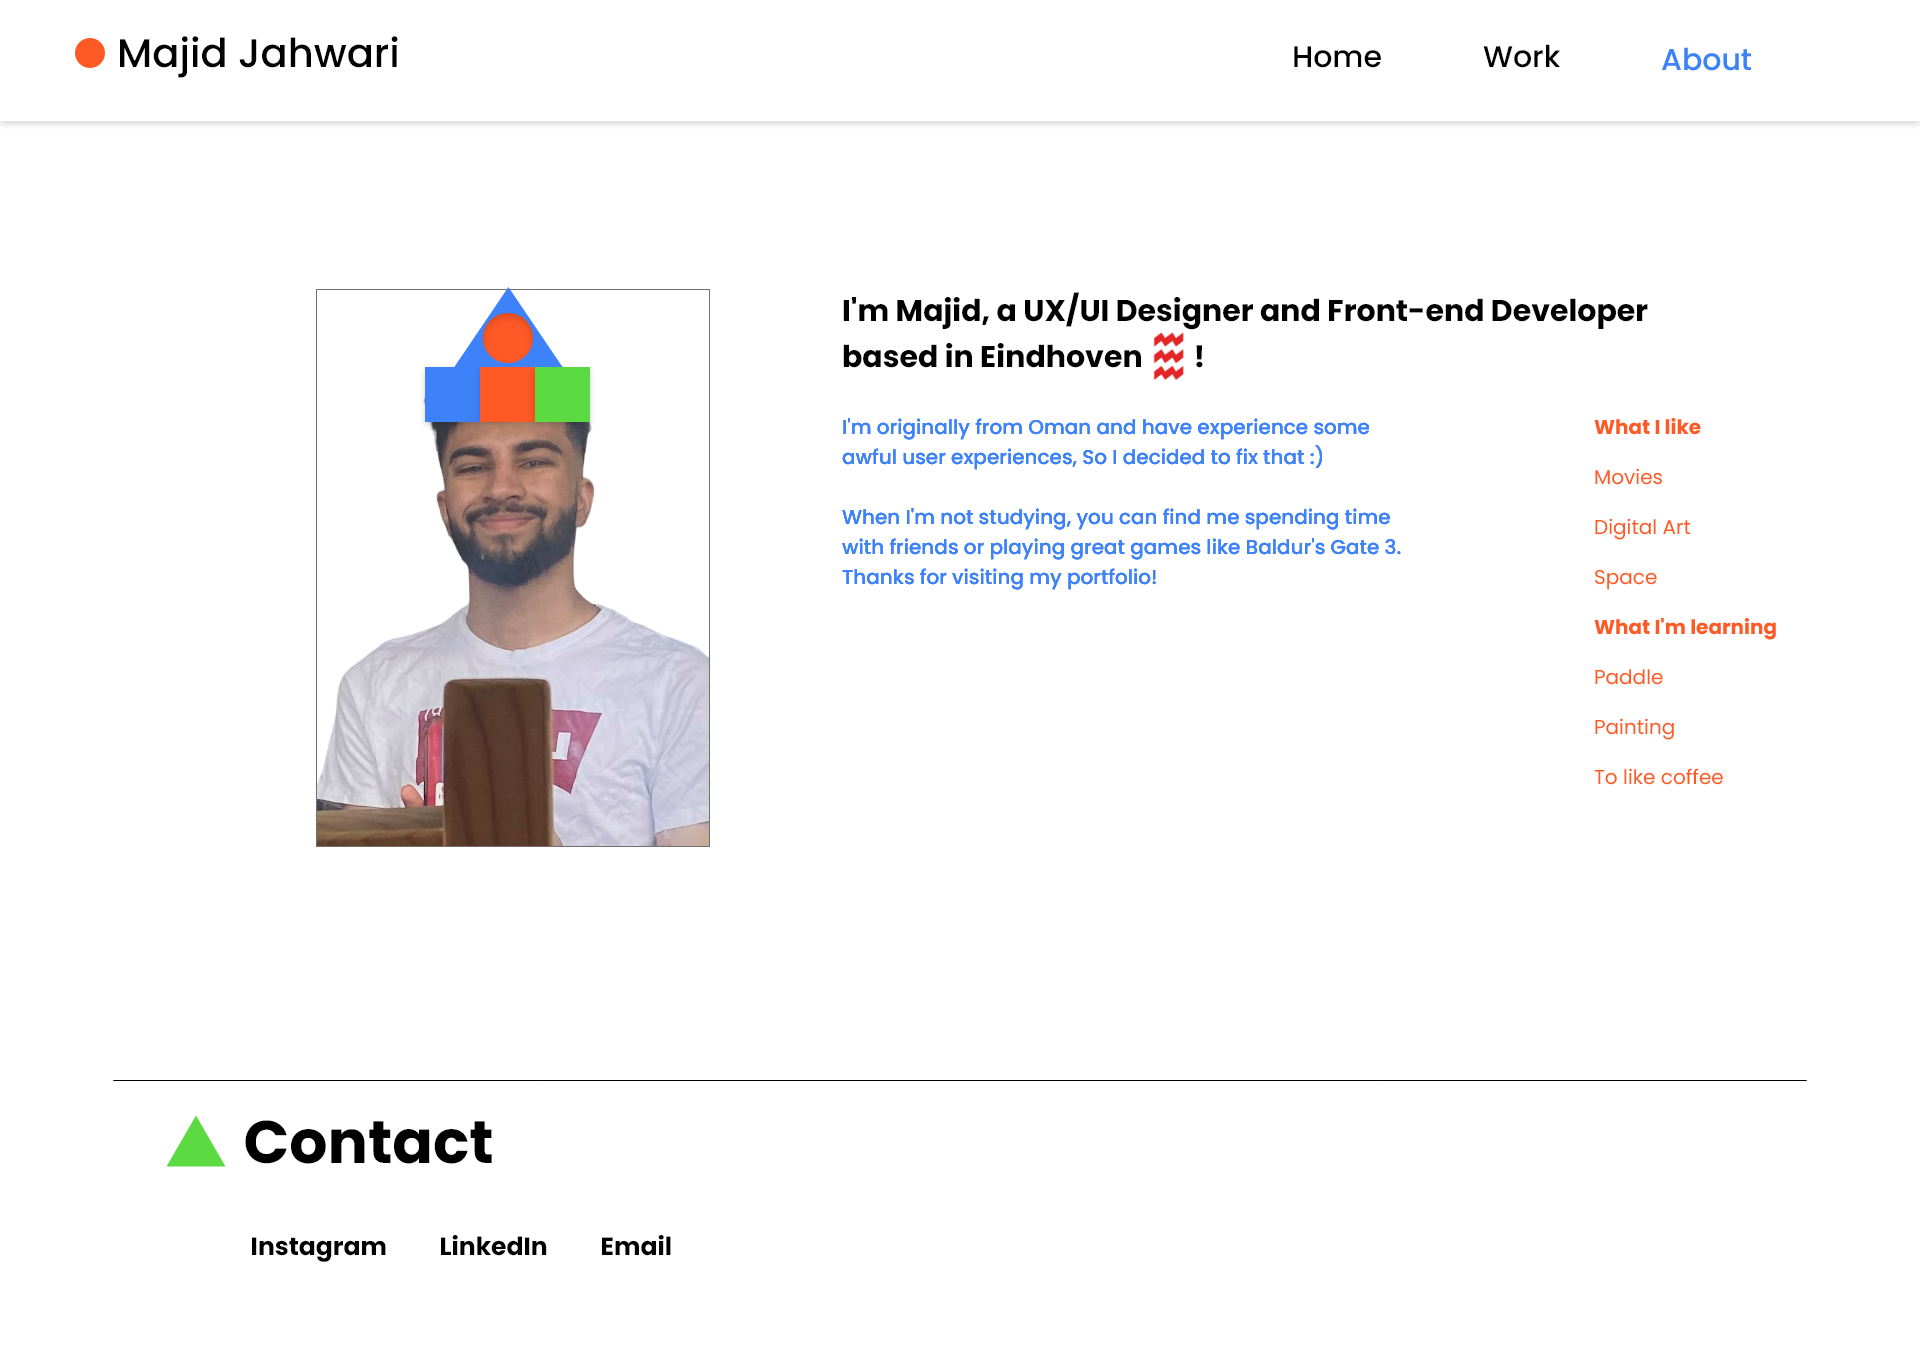 Majid Jahwari
Home
Work
About
I'm Majid, a UX/UI Designer and Front-end Developer
based in Eindhoven !
I'm originally from Oman and have experience some
awful user experiences, So I decided to fix that :)
When I'm not studying, you can find me spending time
with friends or playing great games like Baldur's Gate 3.
Thanks for visiting my portfolio!
What I like
Movies
Digital Art
Space
What I'm learning
Paddle
Painting
To like coffee
Contact
Instagram
LinkedIn
Email